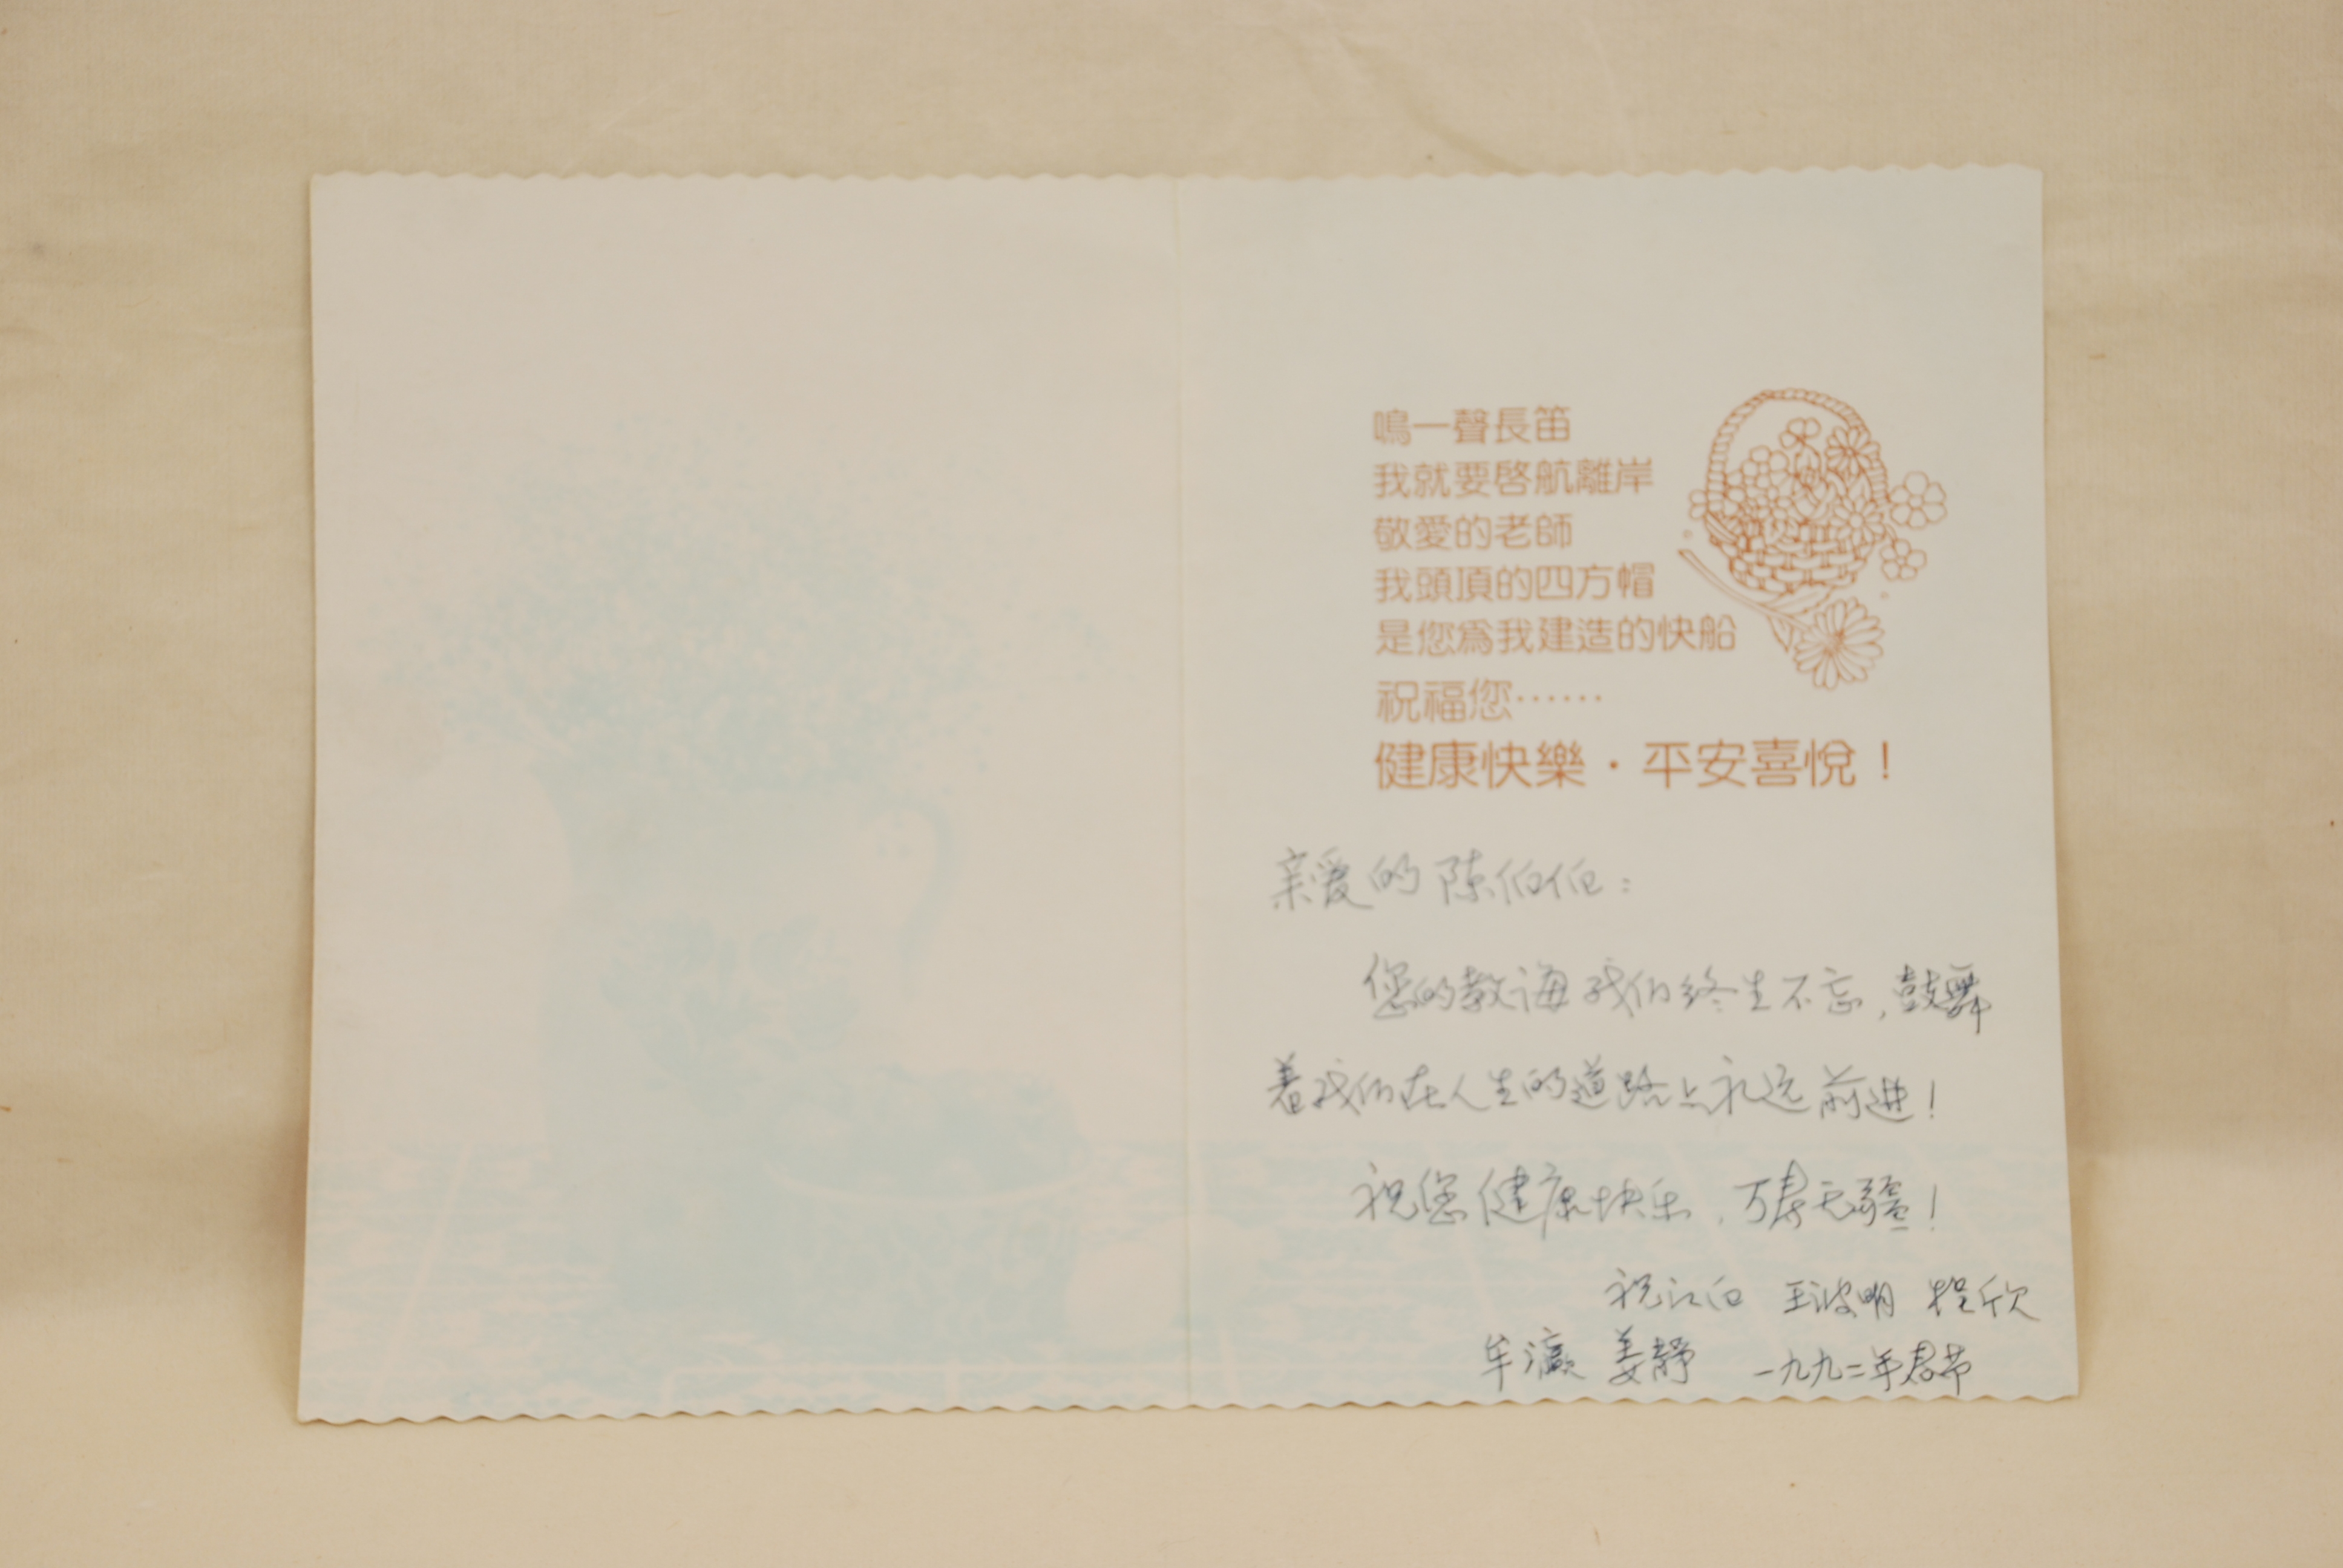 鳴一聲長笛
我就要啓航離岸
敬愛的老師
我頭頂的四方帽
是您爲我建造的快船
祝福您······
健康快樂·平安喜悅！
亲爱的陈伯伯：
您的教诲我们终生不忘，鼓舞
着我们在人生的道路上永远前进！
祝您健康快乐，万寿无疆！
祝江白 王波明 程欣
牟瀛 姜静 一九九二年春节